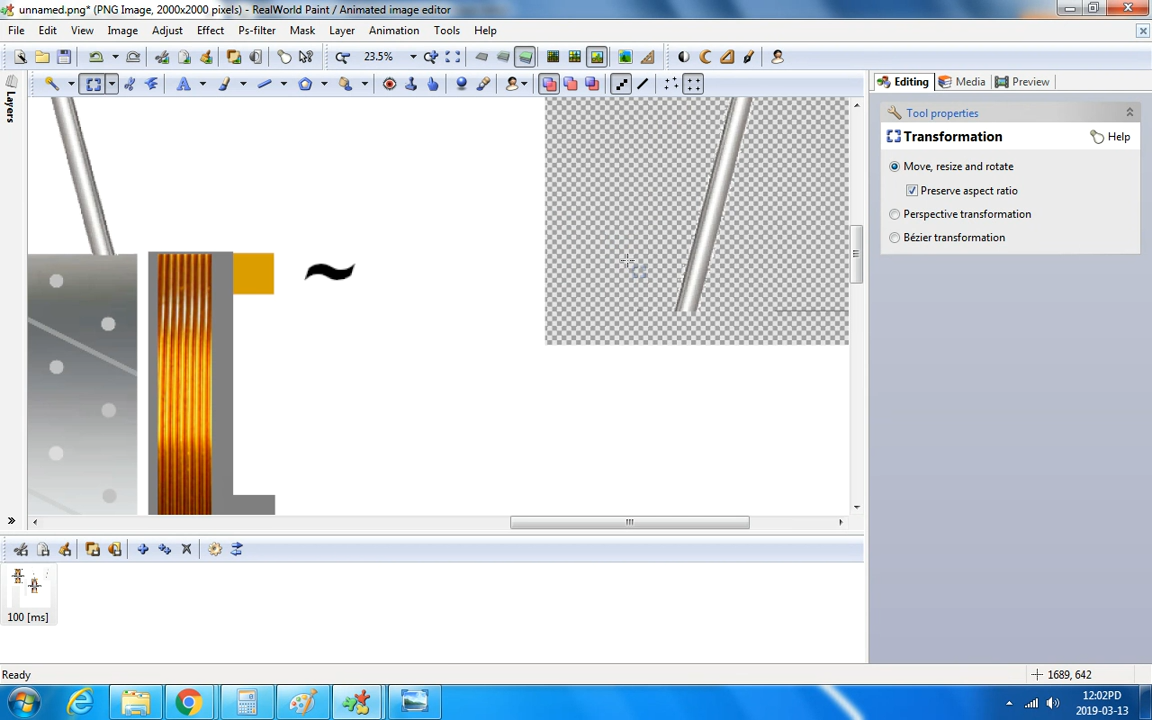 unnamed.png* (PNG Image, 2000x2000 pixels) - RealWorld Paint / Animated image editor
File Edit View Image Adjust Effect Ps-filter Mask Layer Animation Tools Help
23.5%
Layers
Editing Media Preview
Tool properties
Transformation Help
Move, resize and rotate
Preserve aspect ratio
Perspective transformation
Bézier transformation
~
100 [ms]
Ready
1689, 642
12:02PD
2019-03-13